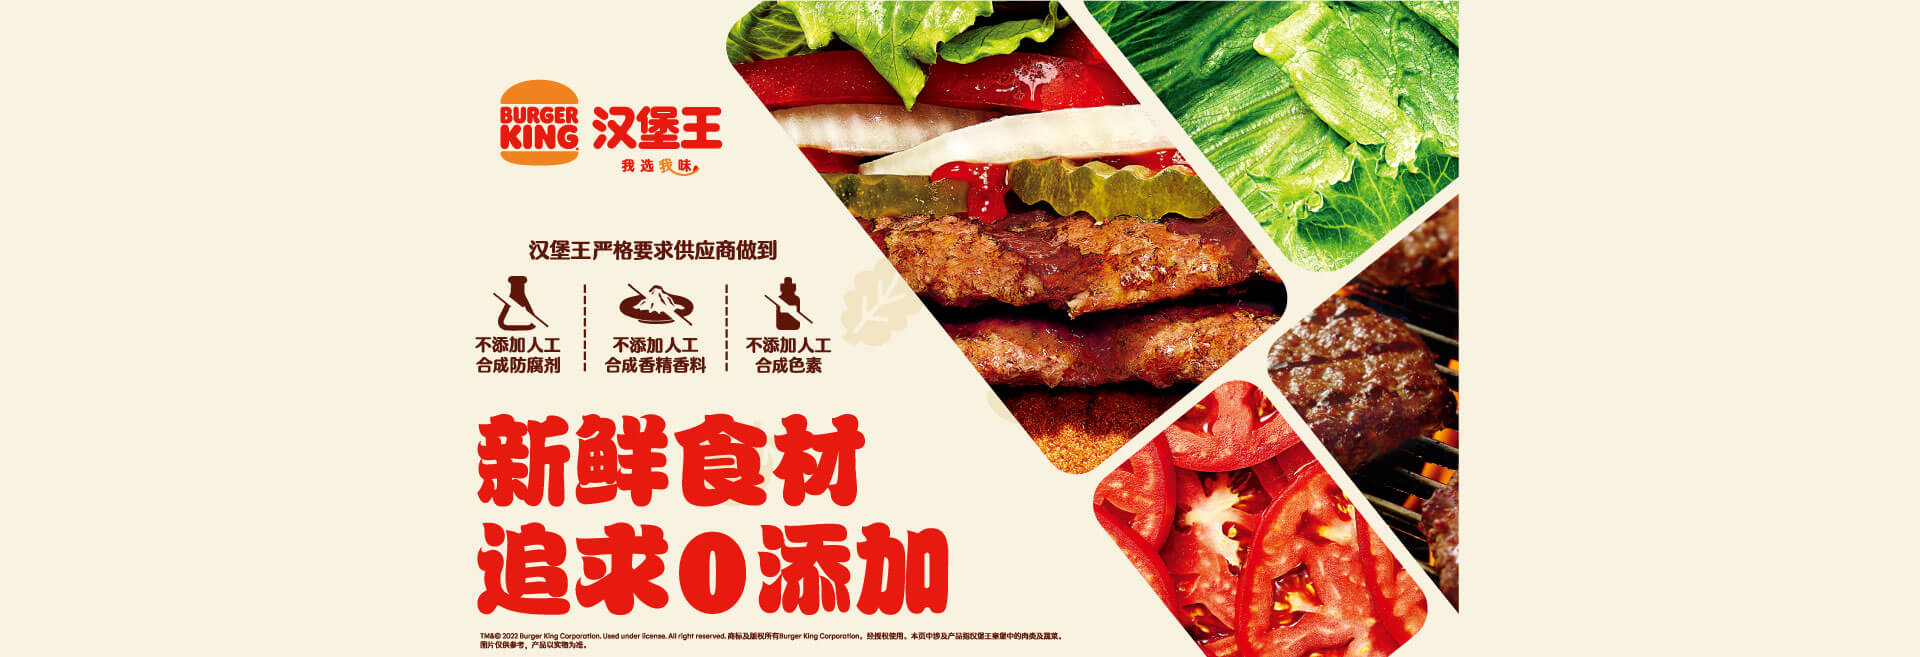 BURGER
KING
汉堡王
我选我味
汉堡王严格要求供应商做到
不添加人工
合成防腐剂
不添加人工
合成香精香料
不添加人工
合成色素
新鲜食材
追求0添加
TM&© 2022 Burger King Corporation. Used under license. All right reserved. 商标及版权所有Burger King Corporation，经授权使用。本页中涉及产品指汉堡王皇堡中的肉类及蔬菜。
图片仅供参考，产品以实物为准。